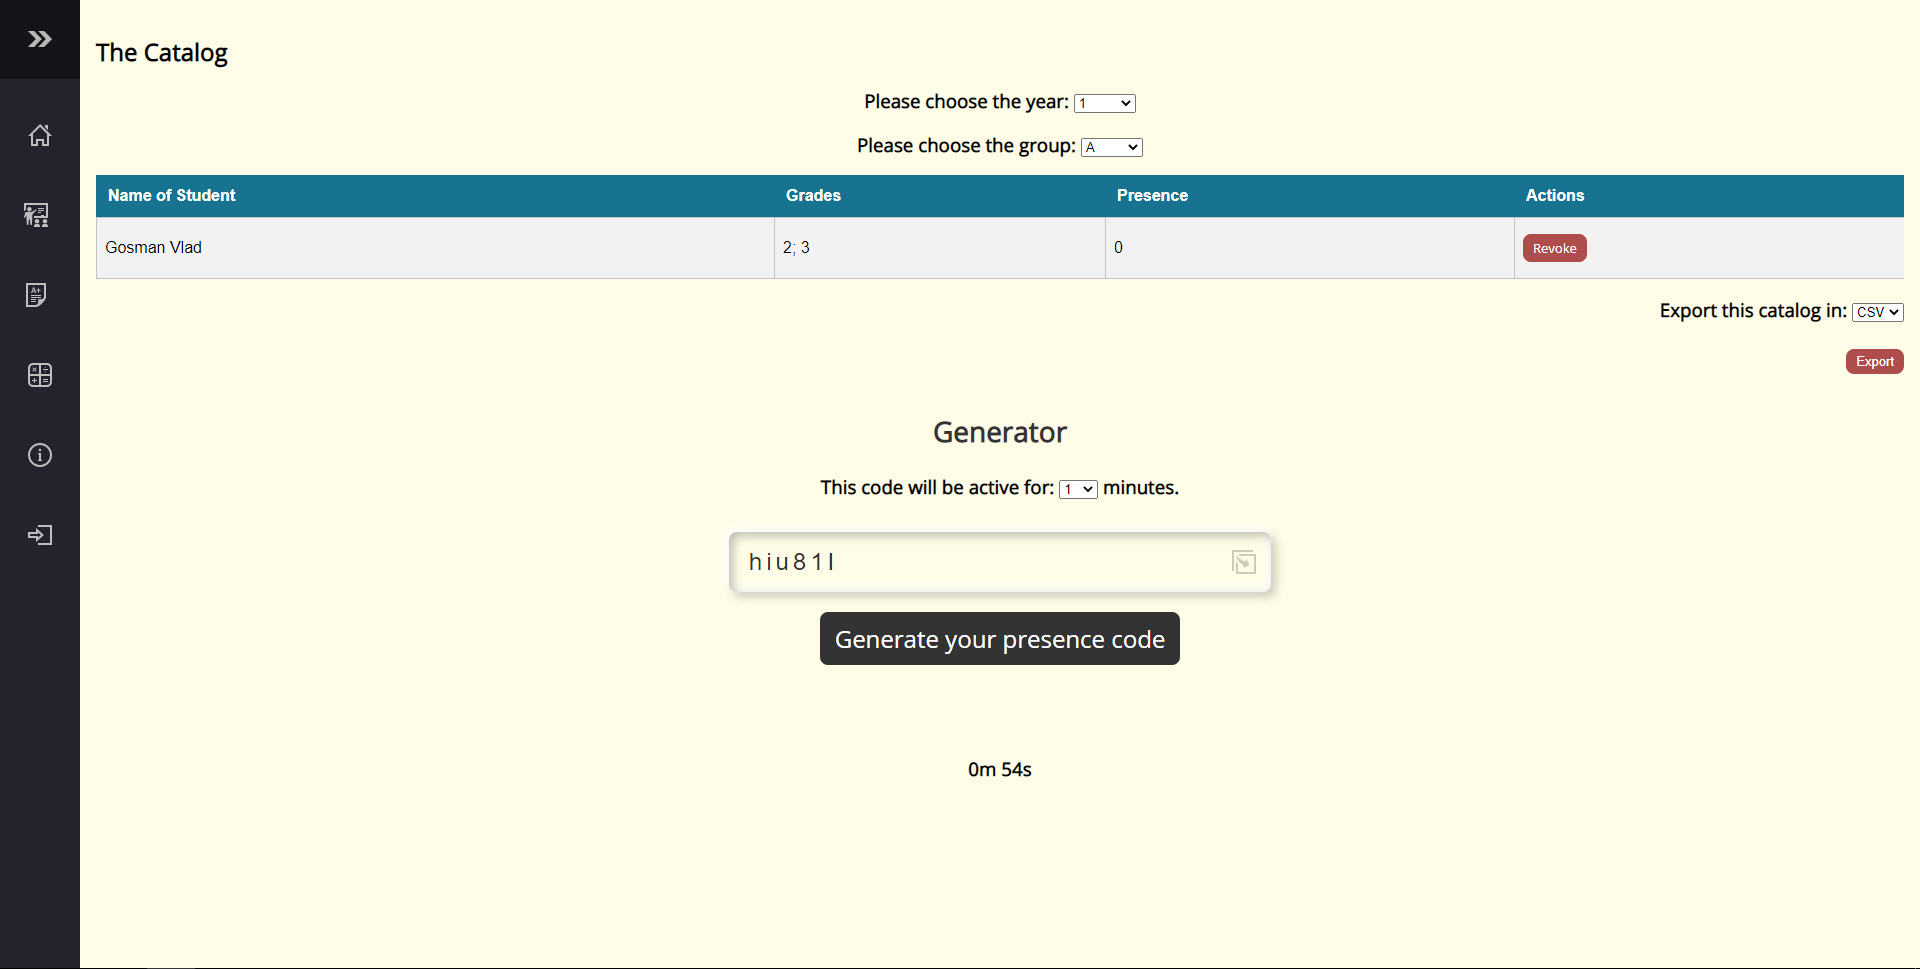 The Catalog
Please choose the year: 1
Please choose the group: A
Name of Student Grades Presence Actions
Gosman Vlad 2; 3 0 Revoke
Export this catalog in: CSV
Export
Generator
This code will be active for: 1 minutes.
hiu81l
Generate your presence code
0m 54s